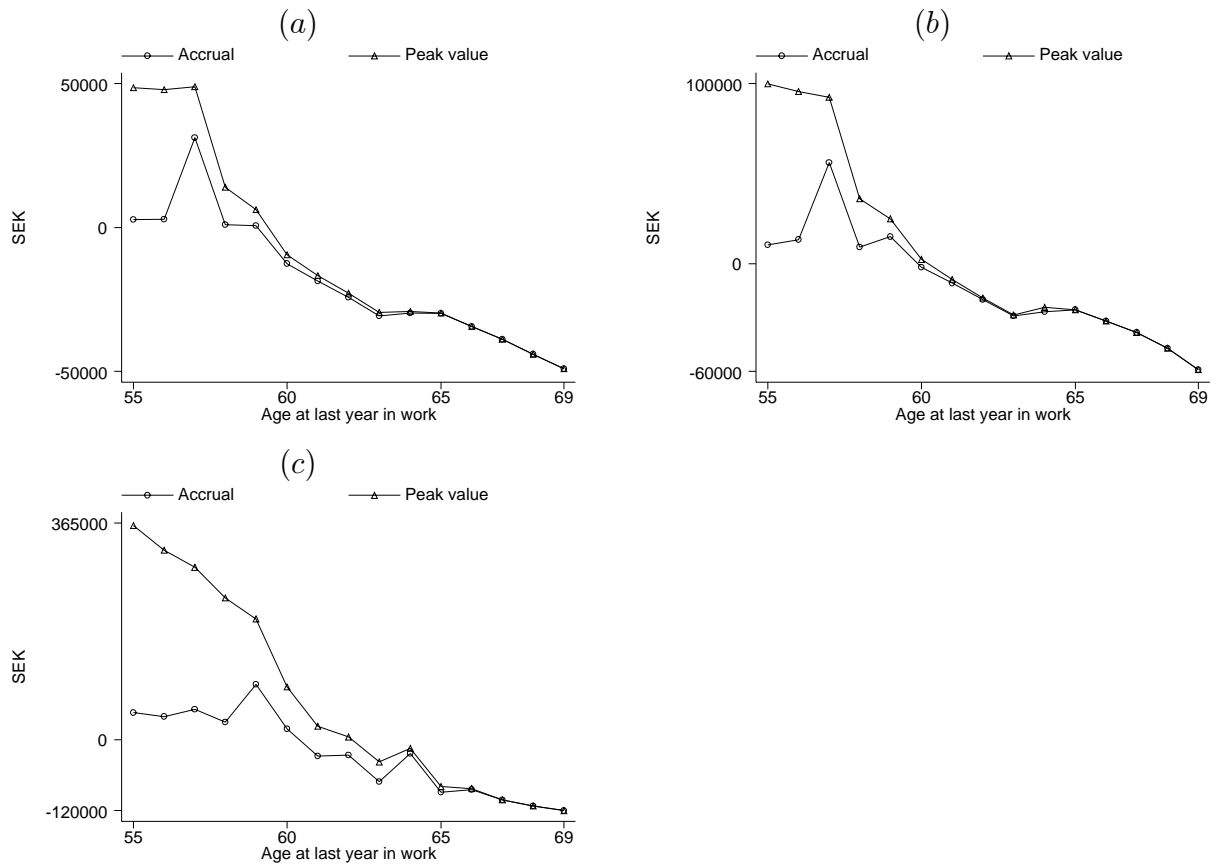 (a)
Accrual Peak value
50000
0
-50000
SEK
55 60 65 69
Age at last year in work
(b)
Accrual Peak value
100000
0
-60000
SEK
55 60 65 69
Age at last year in work
(c)
Accrual Peak value
365000
0
-120000
SEK
55 60 65 69
Age at last year in work